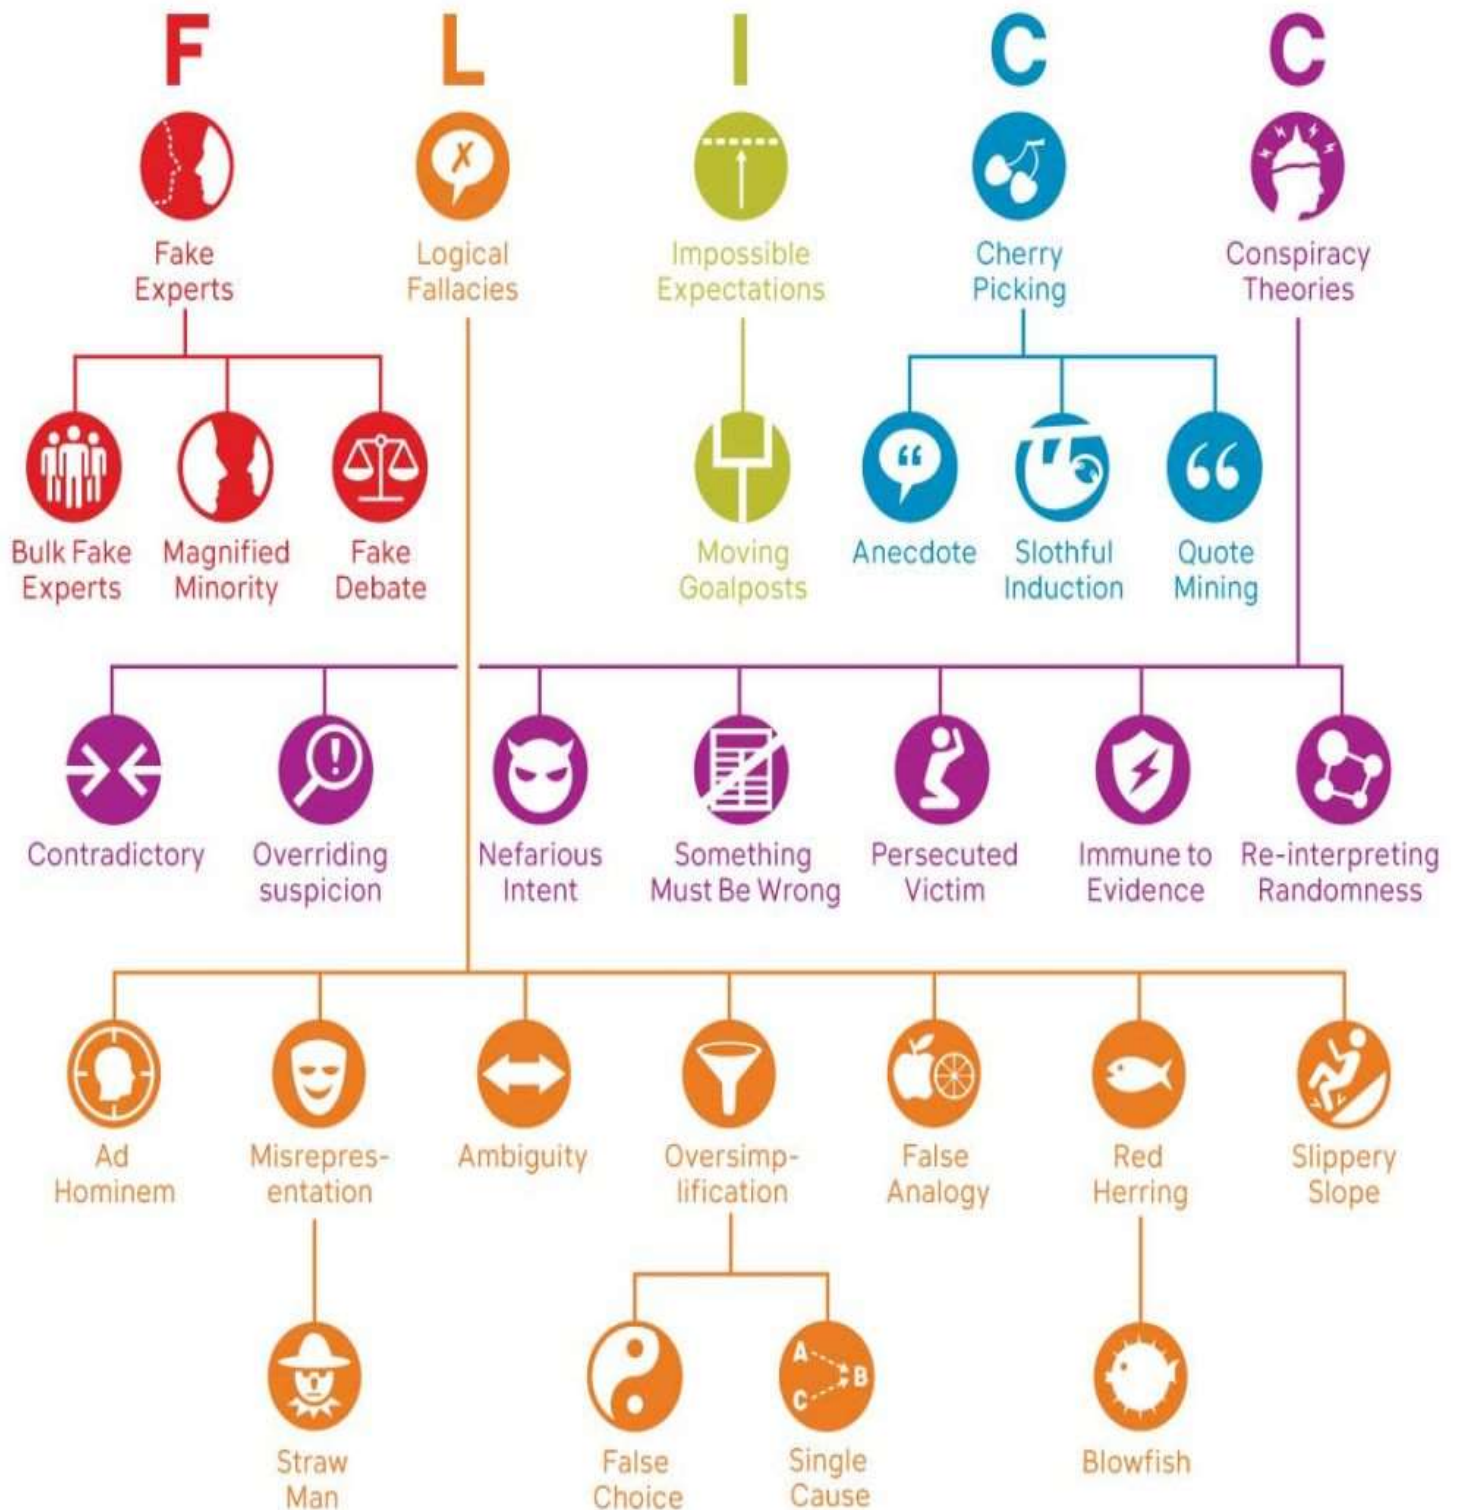 F
L
I
C
C
Fake
Experts
Logical
Fallacies
Impossible
Expectations
Cherry
Picking
Conspiracy
Theories
Bulk Fake
Experts
Magnified
Minority
Fake
Debate
Moving
Goalposts
Anecdote
Slothful
Induction
Quote
Mining
Contradictory
Overriding
suspicion
Nefarious
Intent
Something
Must Be Wrong
Persecuted
Victim
Immune to
Evidence
Re-interpreting
Randomness
Ad
Hominem
Misrepres-
entation
Ambiguity
Oversimp-
lification
False
Analogy
Red
Herring
Slippery
Slope
Straw
Man
False
Choice
A
B
C
Single
Cause
Blowfish